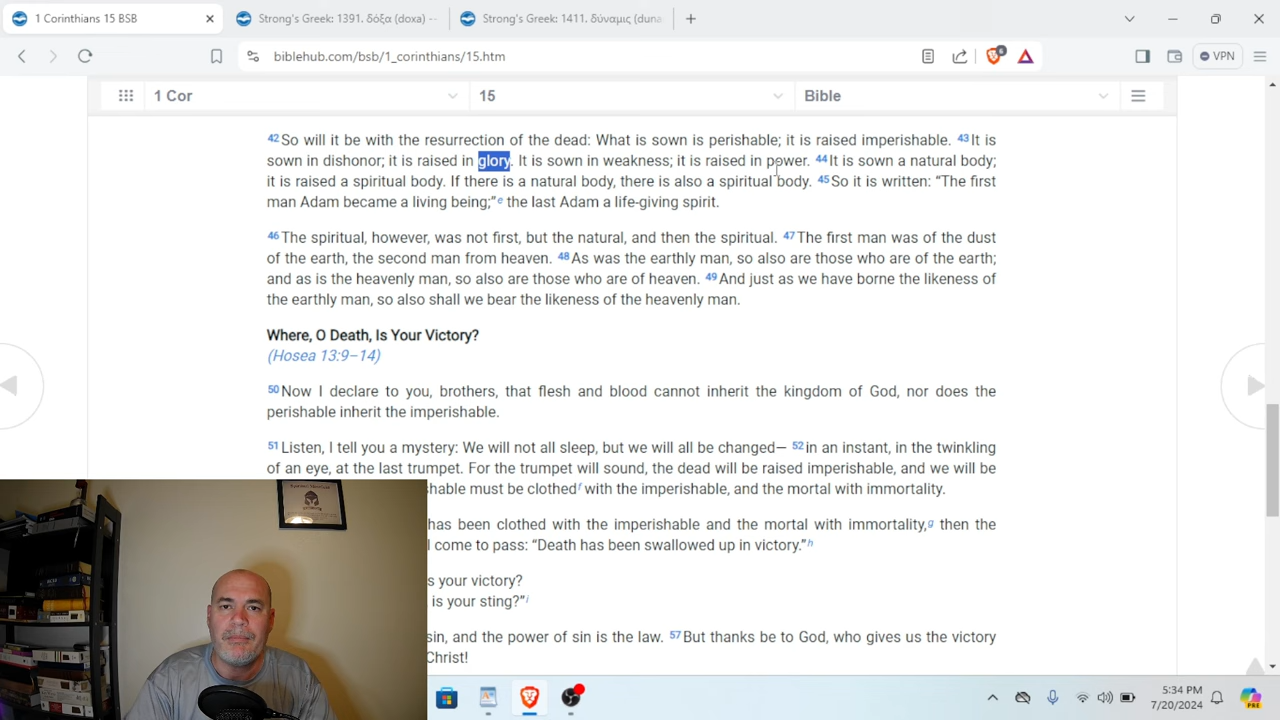 1 Corinthians 15 BSB
Strong's Greek: 1391. δόξα (doxa) --
Strong's Greek: 1411. δύναμις (duna
biblehub.com/bsb/1_corinthians/15.htm
6
VPN
1 Cor
15
Bible
42 So will it be with the resurrection of the dead: What is sown is perishable; it is raised imperishable. 43 It is
sown in dishonor; it is raised in glory. It is sown in weakness; it is raised in power. 44 It is sown a natural body;
it is raised a spiritual body. If there is a natural body, there is also a spiritual body. 45 So it is written: “The first
man Adam became a living being;” e the last Adam a life-giving spirit.
46 The spiritual, however, was not first, but the natural, and then the spiritual. 47 The first man was of the dust
of the earth, the second man from heaven. 48 As was the earthly man, so also are those who are of the earth;
and as is the heavenly man, so also are those who are of heaven. 49 And just as we have borne the likeness of
the earthly man, so also shall we bear the likeness of the heavenly man.
Where, O Death, Is Your Victory?
(Hosea 13:9–14)
50 Now I declare to you, brothers, that flesh and blood cannot inherit the kingdom of God, nor does the
perishable inherit the imperishable.
51 Listen, I tell you a mystery: We will not all sleep, but we will all be changed— 52 in an instant, in the twinkling
of an eye, at the last trumpet. For the trumpet will sound, the dead will be raised imperishable, and we will be
shable must be clothed f with the imperishable, and the mortal with immortality.
has been clothed with the imperishable and the mortal with immortality, g then the
l come to pass: “Death has been swallowed up in victory.” h
s your victory?
is your sting?” i
sin, and the power of sin is the law. 57 But thanks be to God, who gives us the victory
Christ!
5:34 PM
7/20/2024
PRE